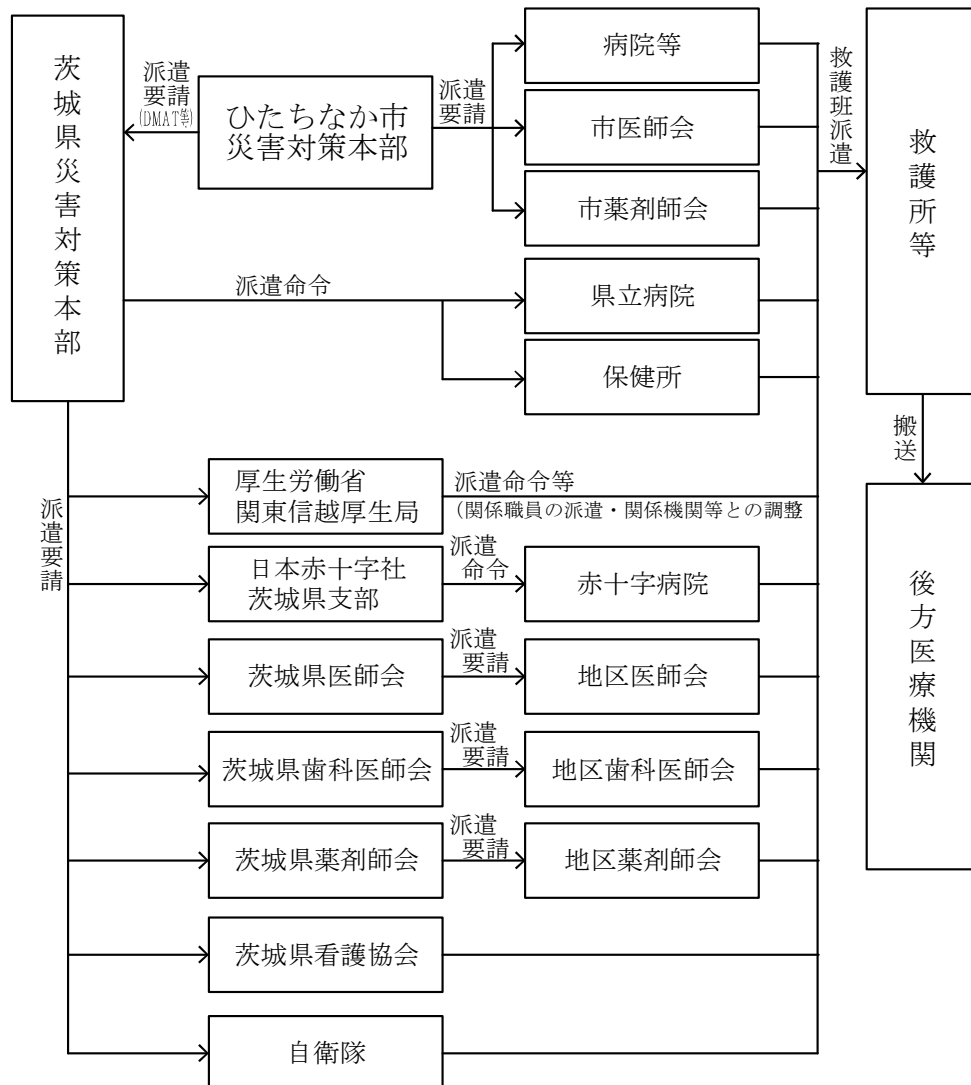 茨城県災害対策本部
派遣
要請
(DMAT等)
ひたちなか市
災害対策本部
派遣
要請
病院等
市医師会
市薬剤師会
救護班派遣
救護所等
派遣命令
県立病院
保健所
搬送
後方医療機関
派遣要請
厚生労働省
関東信越厚生局
派遣命令等
(関係職員の派遣・関係機関等との調整
日本赤十字社
茨城県支部
派遣
命令
赤十字病院
茨城県医師会
派遣
要請
地区医師会
茨城県歯科医師会
派遣
要請
地区歯科医師会
茨城県薬剤師会
派遣
要請
地区薬剤師会
茨城県看護協会
自衛隊